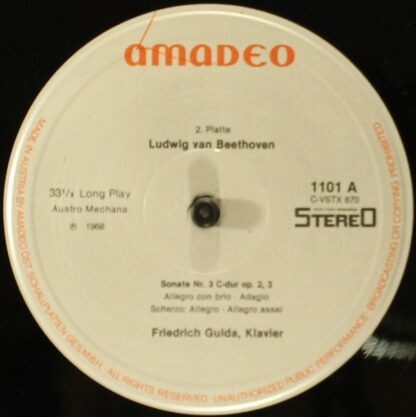 amadeo
2. Platte
Ludwig van Beethoven
33⅓ Long Play
Austro Mechana
℗ 1968
1101 A
C-VSTX 870
STEREO
Sonate Nr. 3 C-dur op. 2, 3
Allegro con brio - Adagio
Scherzo: Allegro - Allegro assai
Friedrich Gulda, Klavier
MADE IN AUSTRIA BY AMADEO ÖST. SCHALLPLATTEN GES.M.B.H. · ALL RIGHTS RESERVED · UNAUTHORIZED PUBLIC PERFORMANCE · BROADCASTING OR COPYING PROHIBITED